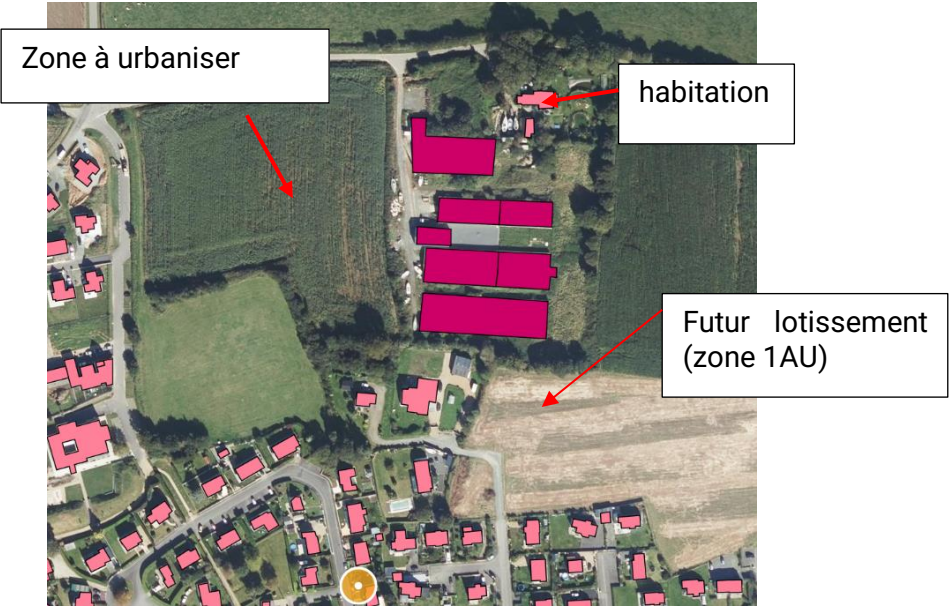 Zone à urbaniser
habitation
Futur lotissement
(zone 1AU)